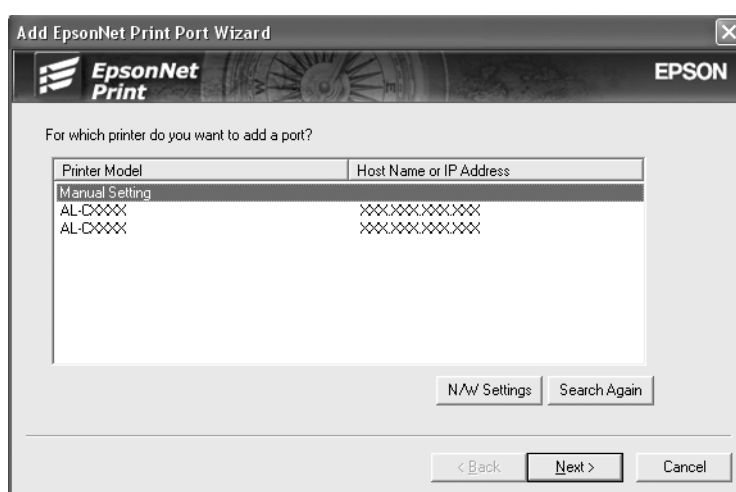 Add EpsonNet Print Port Wizard
EpsonNet
Print
EPSON
For which printer do you want to add a port?
Printer Model Host Name or IP Address
Manual Setting
AL-CXXXX XXX.XXX.XXX.XXX
AL-CXXXX XXX.XXX.XXX.XXX
N/W Settings Search Again
< Back Next > Cancel